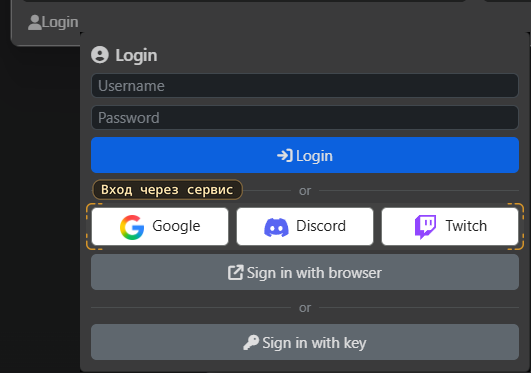 Login
Login
Username
Password
Login
Вход через сервис
or
Google
Discord
Twitch
Sign in with browser
or
Sign in with key